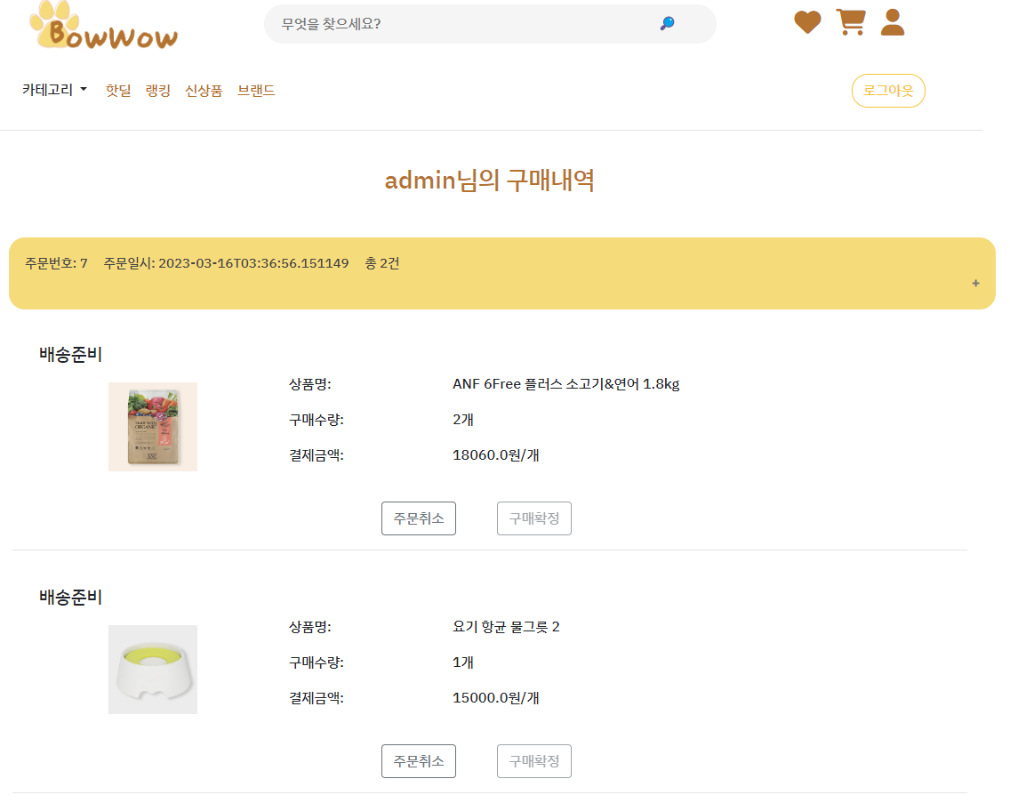 BowWow
무엇을 찾으세요?
카테고리 핫딜 랭킹 신상품 브랜드
로그아웃
admin님의 구매내역
주문번호: 7 주문일시: 2023-03-16T03:36:56.151149 총 2건
+
배송준비
상품명: ANF 6Free 플러스 소고기&연어 1.8kg
구매수량: 2개
결제금액: 18060.0원/개
주문취소 구매확정
배송준비
상품명: 요기 항균 물그릇 2
구매수량: 1개
결제금액: 15000.0원/개
주문취소 구매확정